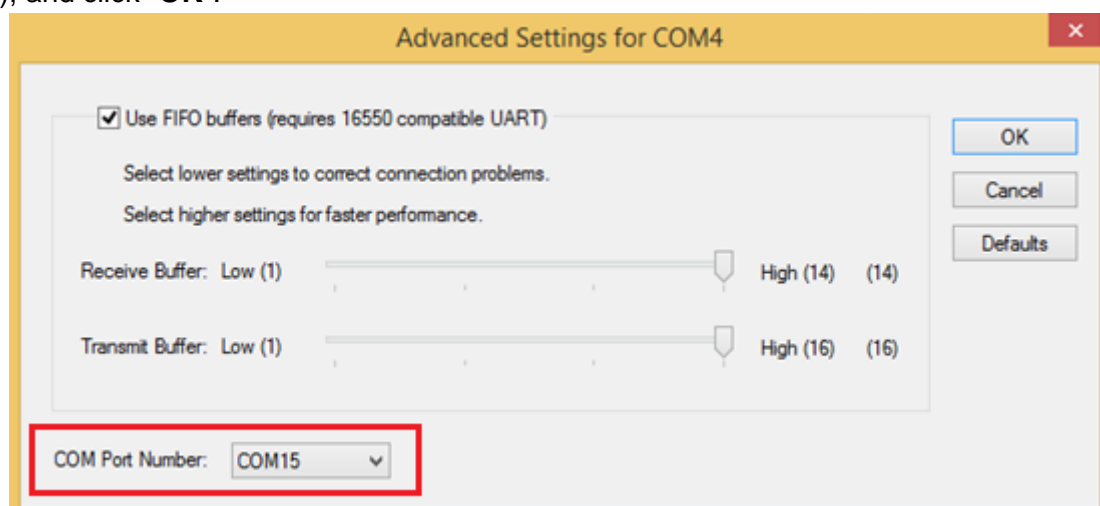 ), and click "OK".
Advanced Settings for COM4
Use FIFO buffers (requires 16550 compatible UART)
OK
Select lower settings to correct connection problems.
Cancel
Select higher settings for faster performance.
Defaults
Receive Buffer: Low (1) High (14) (14)
Transmit Buffer: Low (1) High (16) (16)
COM Port Number: COM15